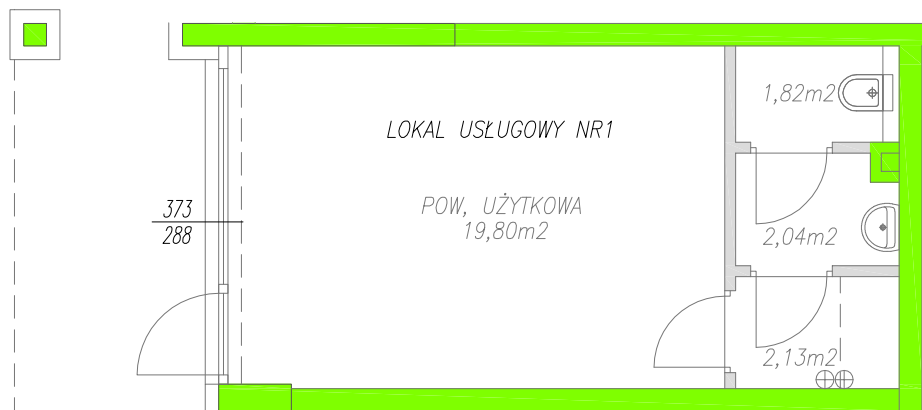 1,82m2
LOKAL USŁUGOWY NR1
POW, UŻYTKOWA
19,80m2
373
288
2,04m2
2,13m2